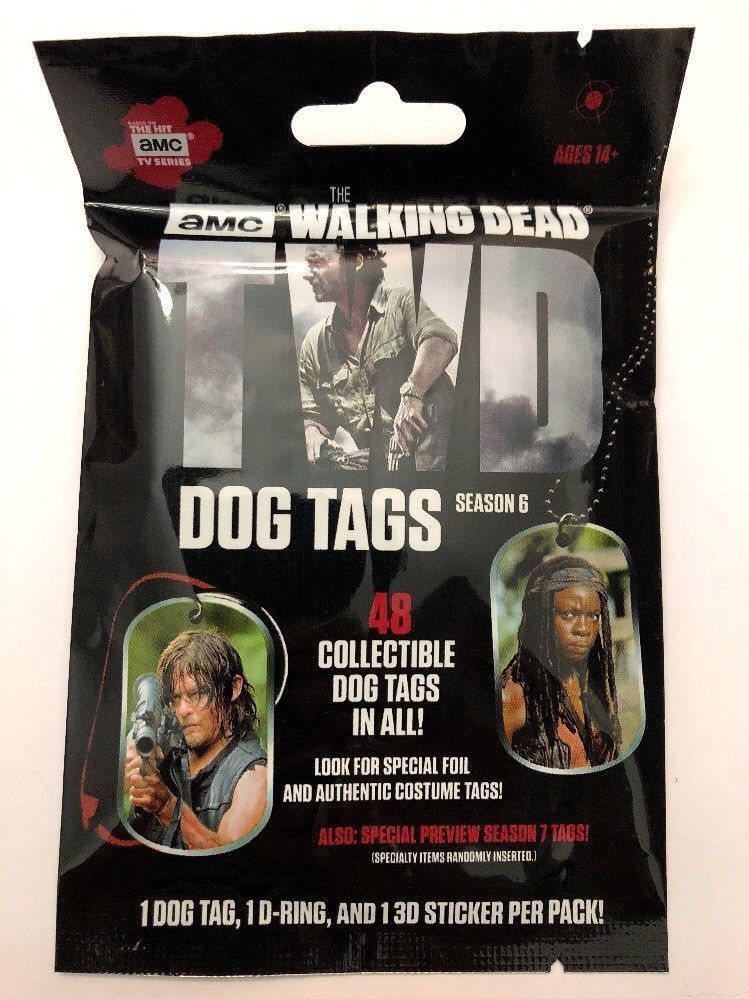 BASED ON
THE HIT
amc®
TV SERIES
AGES 14+
THE
amc® WALKING DEAD®
TWD
DOG TAGS SEASON 6
48
COLLECTIBLE
DOG TAGS
IN ALL!
LOOK FOR SPECIAL FOIL
AND AUTHENTIC COSTUME TAGS!
ALSO: SPECIAL PREVIEW SEASON 7 TAGS!
(SPECIALTY ITEMS RANDOMLY INSERTED.)
1 DOG TAG, 1 D-RING, AND 1 3D STICKER PER PACK!